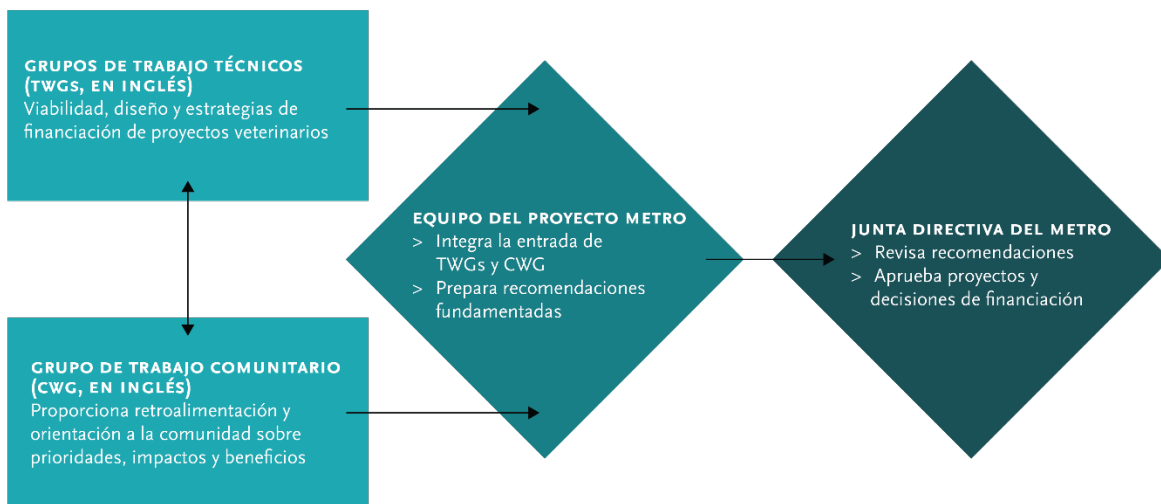 GRUPOS DE TRABAJO TÉCNICOS
(TWGS, EN INGLÉS)
Viabilidad, diseño y estrategias de
financiación de proyectos veterinarios
GRUPO DE TRABAJO COMUNITARIO
(CWG, EN INGLÉS)
Proporciona retroalimentación y
orientación a la comunidad sobre
prioridades, impactos y beneficios
EQUIPO DEL PROYECTO METRO
> Integra la entrada de
TWGs y CWG
> Prepara recomendaciones
fundamentadas
JUNTA DIRECTIVA DEL METRO
> Revisa recomendaciones
> Aprueba proyectos y
decisiones de financiación